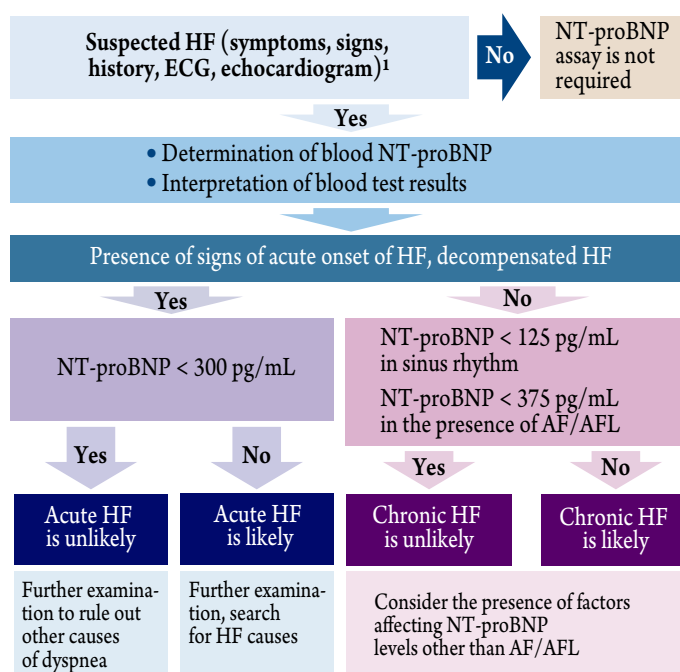 Suspected HF (symptoms, signs,
history, ECG, echocardiogram)¹
No
NT-proBNP
assay is not
required
Yes
• Determination of blood NT-proBNP
• Interpretation of blood test results
Presence of signs of acute onset of HF, decompensated HF
Yes
No
NT-proBNP < 300 pg/mL
NT-proBNP < 125 pg/mL
in sinus rhythm
NT-proBNP < 375 pg/mL
in the presence of AF/AFL
Yes
No
Yes
No
Acute HF
is unlikely
Acute HF
is likely
Chronic HF
is unlikely
Chronic HF
is likely
Further examina-
tion to rule out
other causes
of dyspnea
Further examina-
tion, search
for HF causes
Consider the presence of factors
affecting NT-proBNP
levels other than AF/AFL